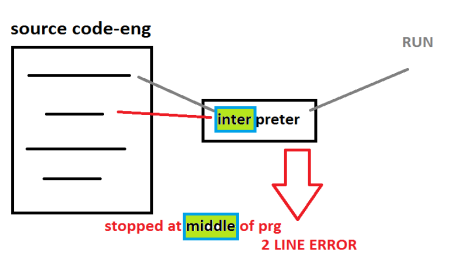 source code-eng
RUN
interpreter
stopped at middle of prg
2 LINE ERROR